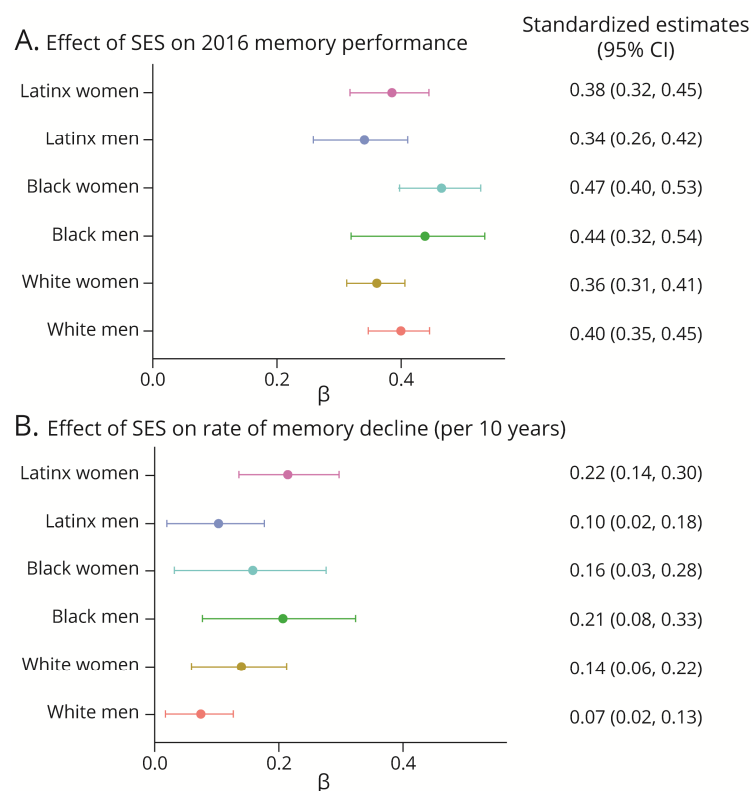 Standardized estimates
(95% CI)
A. Effect of SES on 2016 memory performance
Latinx women 0.38 (0.32, 0.45)
Latinx men 0.34 (0.26, 0.42)
Black women 0.47 (0.40, 0.53)
Black men 0.44 (0.32, 0.54)
White women 0.36 (0.31, 0.41)
White men 0.40 (0.35, 0.45)
0.0 0.2 0.4
β
B. Effect of SES on rate of memory decline (per 10 years)
Latinx women 0.22 (0.14, 0.30)
Latinx men 0.10 (0.02, 0.18)
Black women 0.16 (0.03, 0.28)
Black men 0.21 (0.08, 0.33)
White women 0.14 (0.06, 0.22)
White men 0.07 (0.02, 0.13)
0.0 0.2 0.4
β